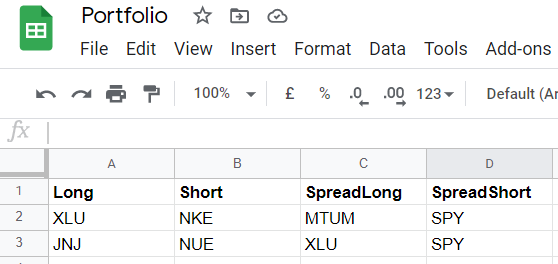 Portfolio
File Edit View Insert Format Data Tools Add-ons
100% £ % .0 .00 123 Default (Ar
fx
A B C D
1 Long Short SpreadLong SpreadShort
2 XLU NKE MTUM SPY
3 JNJ NUE XLU SPY